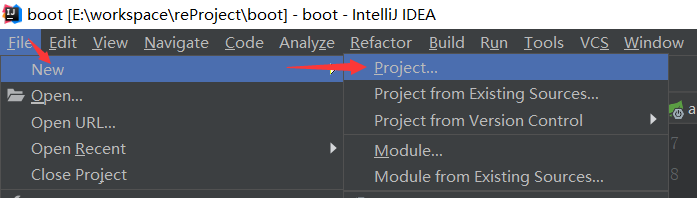 boot [E:\workspace\reProject\boot] - boot - IntelliJ IDEA
File Edit View Navigate Code Analyze Refactor Build Run Tools VCS Window
New
Open...
Open URL...
Open Recent
Close Project
Project...
Project from Existing Sources...
Project from Version Control
Module...
Module from Existing Sources...
a
7
8